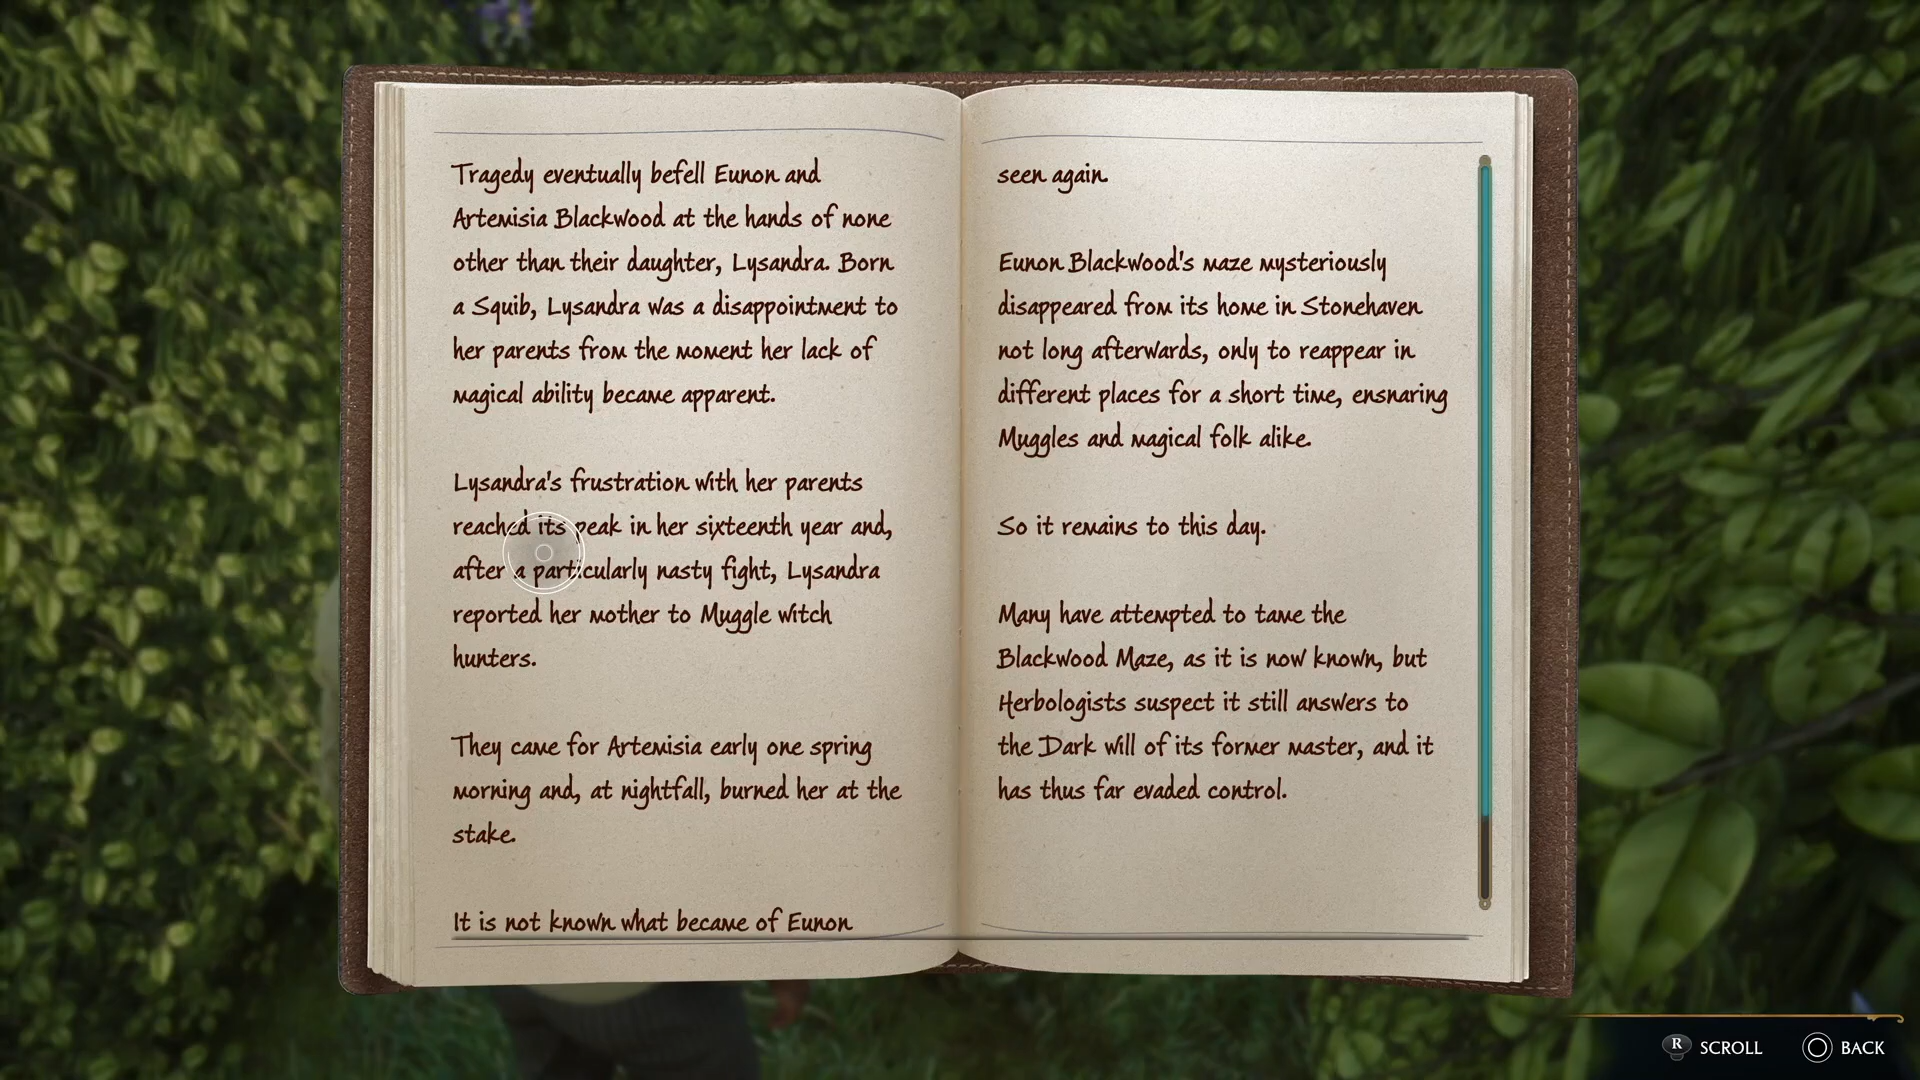 Tragedy eventually befell Eunon and
Artemisia Blackwood at the hands of none
other than their daughter, Lysandra. Born
a Squib, Lysandra was a disappointment to
her parents from the moment her lack of
magical ability became apparent.
Lysandra's frustration with her parents
reached its peak in her sixteenth year and,
after a particularly nasty fight, Lysandra
reported her mother to Muggle witch
hunters.
They came for Artemisia early one spring
morning and, at nightfall, burned her at the
stake.
It is not known what became of Eunon
seen again.
Eunon Blackwood's maze mysteriously
disappeared from its home in Stonehaven
not long afterwards, only to reappear in
different places for a short time, ensnaring
Muggles and magical folk alike.
So it remains to this day.
Many have attempted to tame the
Blackwood Maze, as it is now known, but
Herbologists suspect it still answers to
the Dark will of its former master, and it
has thus far evaded control.
R SCROLL
BACK